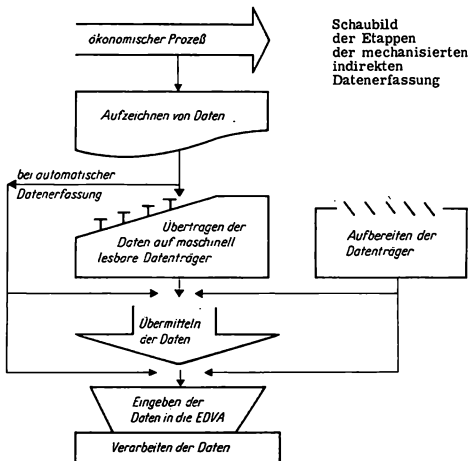 ökonomischer Prozeß
Schaubild
der Etappen
der mechanisierten
indirekten
Datenerfassung
Aufzeichnen von Daten
bei automatischer
Datenerfassung
Übertragen der
Daten auf maschinell
lesbare Datenträger
Aufbereiten der
Datenträger
Übermitteln
der Daten
Eingeben der
Daten in die EDVA
Verarbeiten der Daten